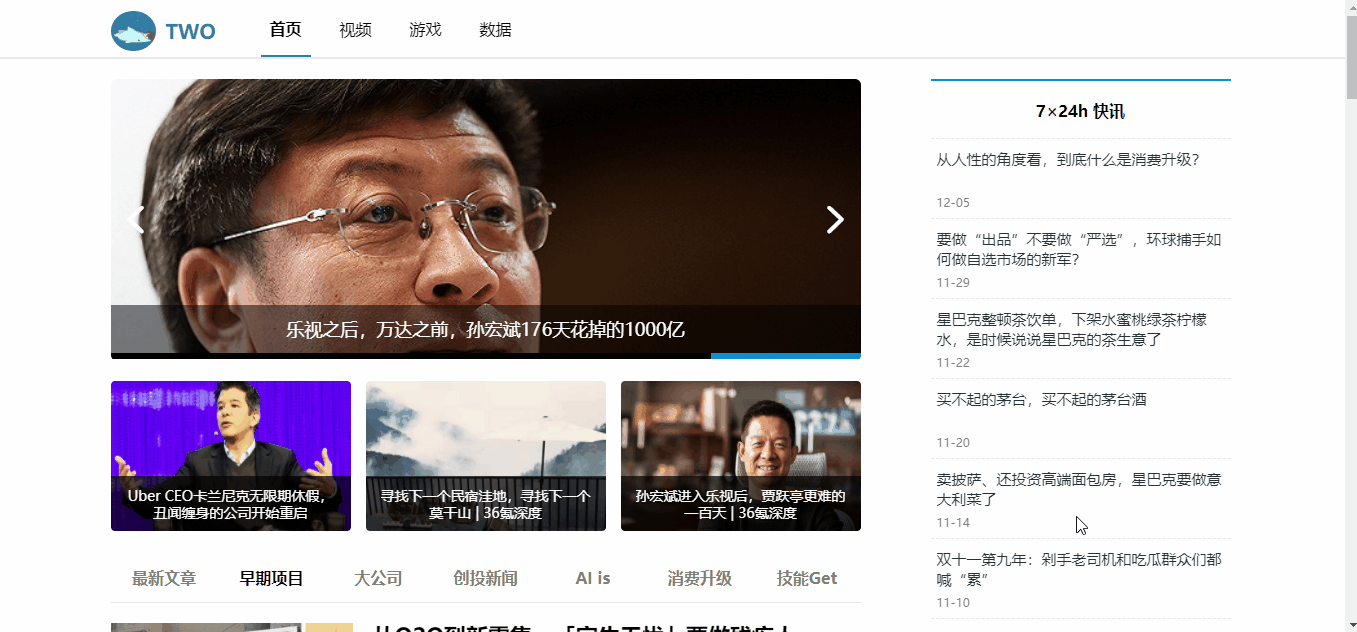 TWO
首页 视频 游戏 数据
乐视之后，万达之前，孙宏斌176天花掉的1000亿
Uber CEO卡兰尼克无限期休假，
丑闻缠身的公司开始重启
寻找下一个民宿洼地，寻找下一个
莫干山 | 36氪深度
孙宏斌进入乐视后，贾跃亭更难的
一百天 | 36氪深度
最新文章 早期项目 大公司 创投新闻 AI is 消费升级 技能Get
7×24h 快讯
从人性的角度看，到底什么是消费升级？
12-05
要做“出品”不要做“严选”，环球捕手如
何做自选市场的新军？
11-29
星巴克整顿茶饮单，下架水蜜桃绿茶柠檬
水，是时候说说星巴克的茶生意了
11-22
买不起的茅台，买不起的茅台酒
11-20
卖披萨、还投资高端面包房，星巴克要做意
大利菜了
11-14
双十一第九年：剁手老司机和吃瓜群众们都
喊“累”
11-10